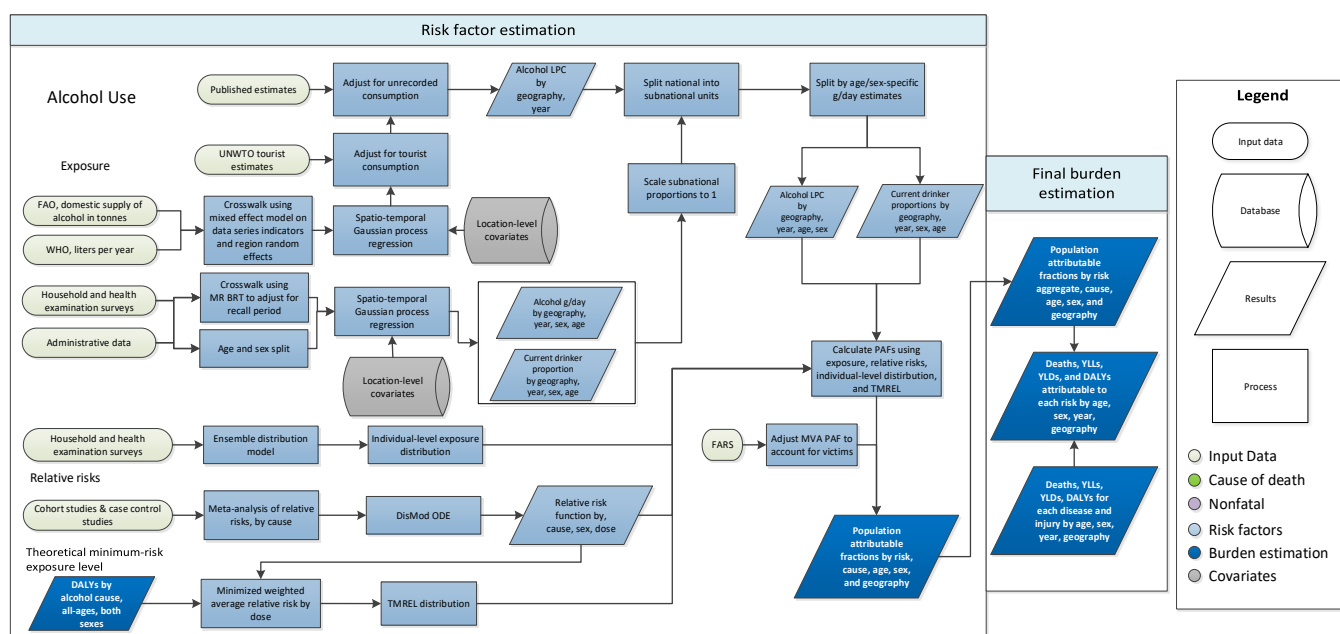 Risk factor estimation
Alcohol Use
Published estimates
Adjust for unrecorded
consumption
Alcohol LPC
by
geography,
year
Split national into
subnational units
Split by age/sex-specific
g/day estimates
Exposure
UNWTO tourist
estimates
Adjust for tourist
consumption
Scale subnational
proportions to 1
Alcohol LPC
by
geography,
year, age, sex
Current drinker
proportions by
geography,
year, sex, age
FAO, domestic supply of
alcohol in tonnes
WHO, liters per year
Crosswalk using
mixed effect model on
data series indicators
and region random
effects
Spatio-temporal
Gaussian process
regression
Location-level
covariates
Household and health
examination surveys
Administrative data
Crosswalk using
MR BRT to adjust for
recall period
Age and sex split
Spatio-temporal
Gaussian process
regression
Location-level
covariates
Alcohol g/day
by geography,
year, sex, age
Current drinker
proportion
by geography,
year, sex, age
Calculate PAFs using
exposure, relative risks,
individual-level distirbution,
and TMREL
Household and health
examination surveys
Ensemble distribution
model
Individual-level exposure
distribution
FARS
Adjust MVA PAF to
account for victims
Relative risks
Cohort studies & case control
studies
Meta-analysis of relative
risks, by cause
DisMod ODE
Relative risk
function by,
cause, sex, dose
Population
attributable
fractions by risk,
cause, age, sex,
and geography
Theoretical minimum-risk
exposure level
DALYs by
alcohol cause,
all-ages, both
sexes
Minimized weighted
average relative risk by
dose
TMREL distribution
Final burden
estimation
Population
attributable
fractions by risk
aggregate, cause,
age, sex, and
geography
Deaths, YLLs,
YLDs, and DALYs
attributable to
each risk by age,
sex, year,
geography
Deaths, YLLs,
YLDs, DALYs for
each disease and
injury by age, sex,
year, geography
Legend
Input data
Database
Results
Process
Input Data
Cause of death
Nonfatal
Risk factors
Burden estimation
Covariates